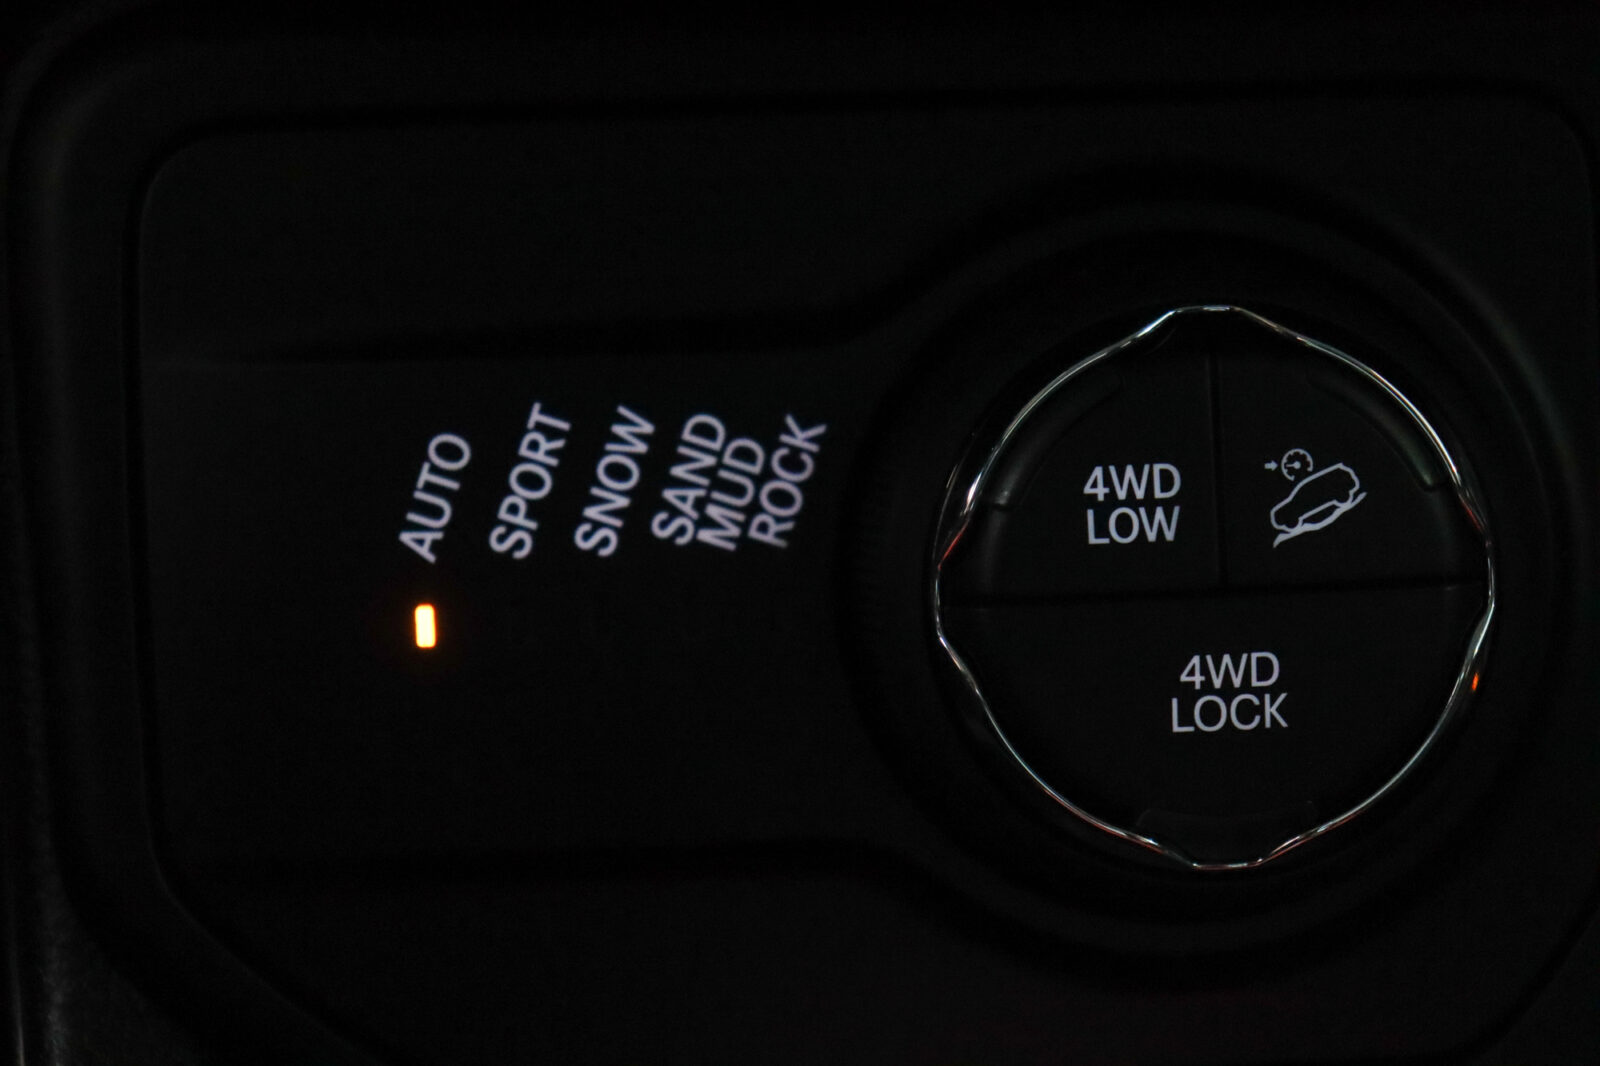 AUTO
SPORT
SNOW
SAND
MUD
ROCK
4WD
LOW
4WD
LOCK